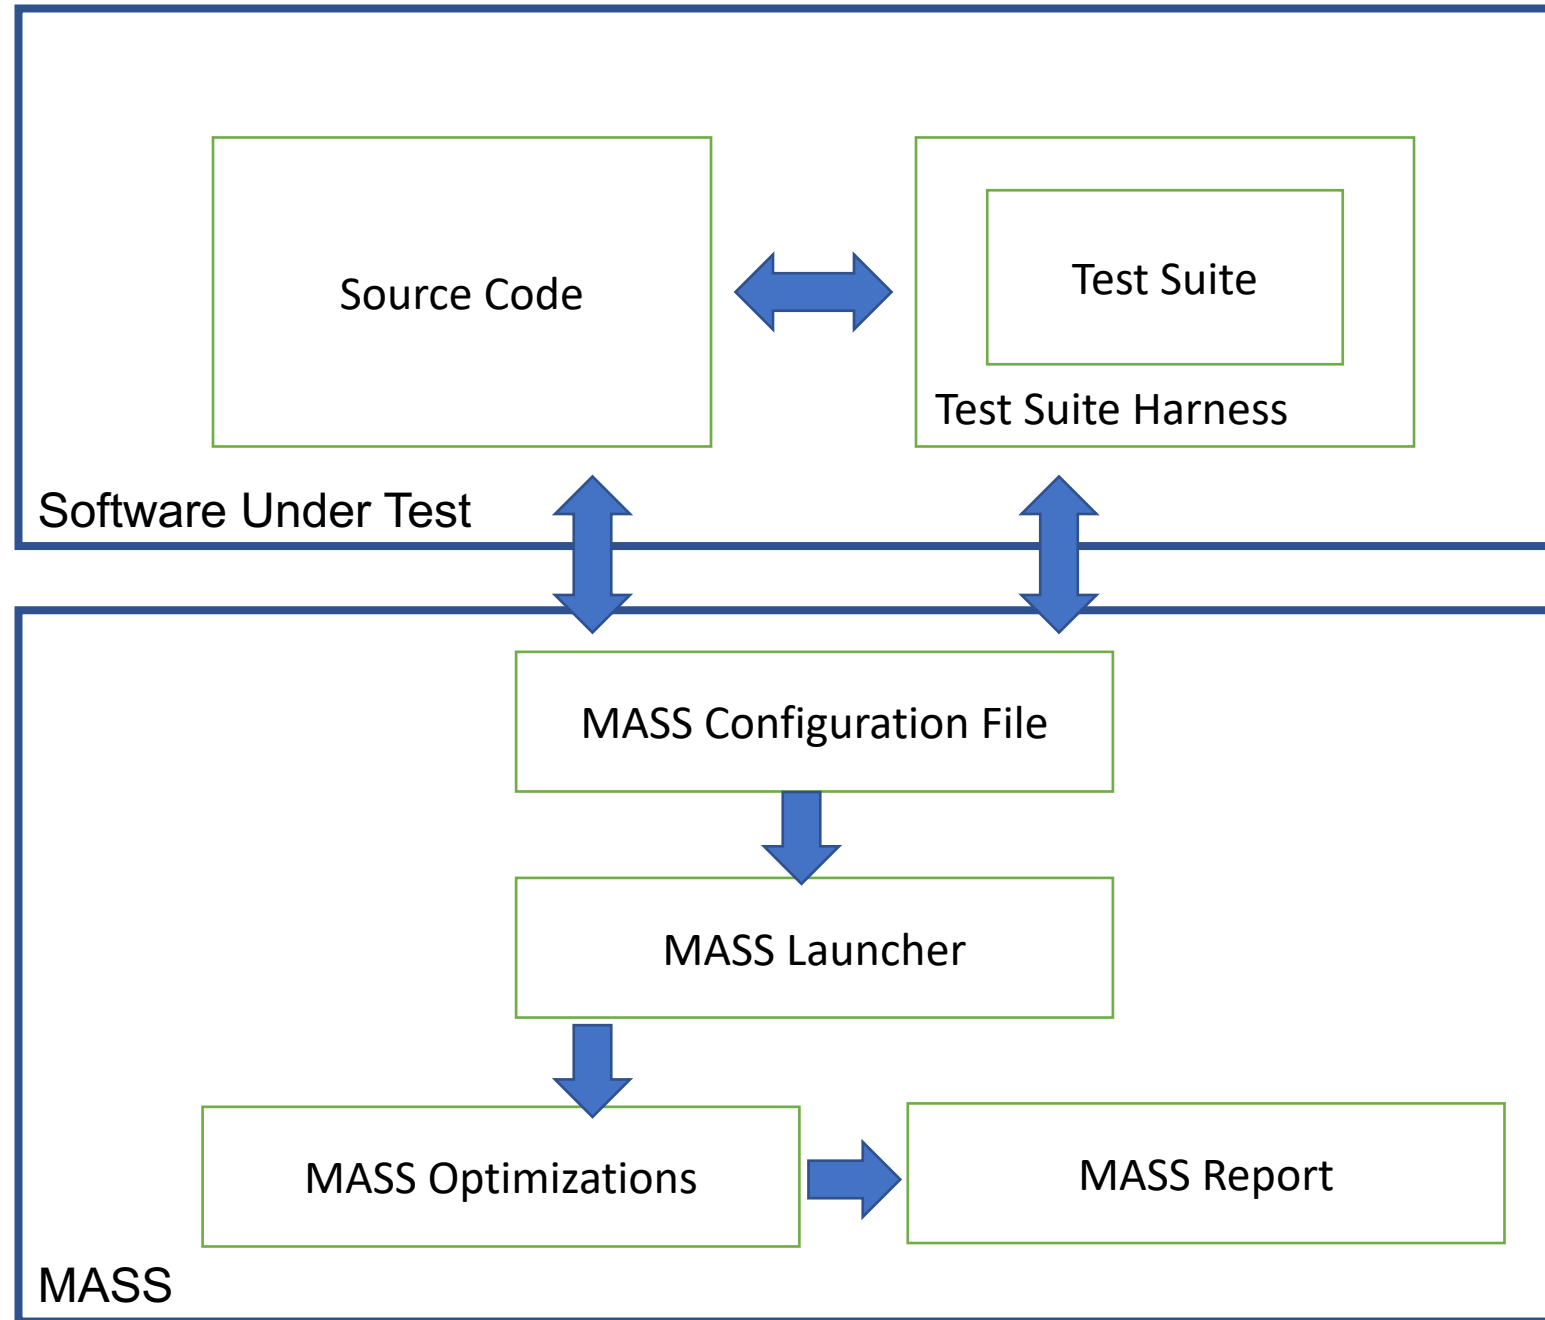 Source Code
Test Suite
Test Suite Harness
Software Under Test
MASS Configuration File
MASS Launcher
MASS Optimizations
MASS Report
MASS